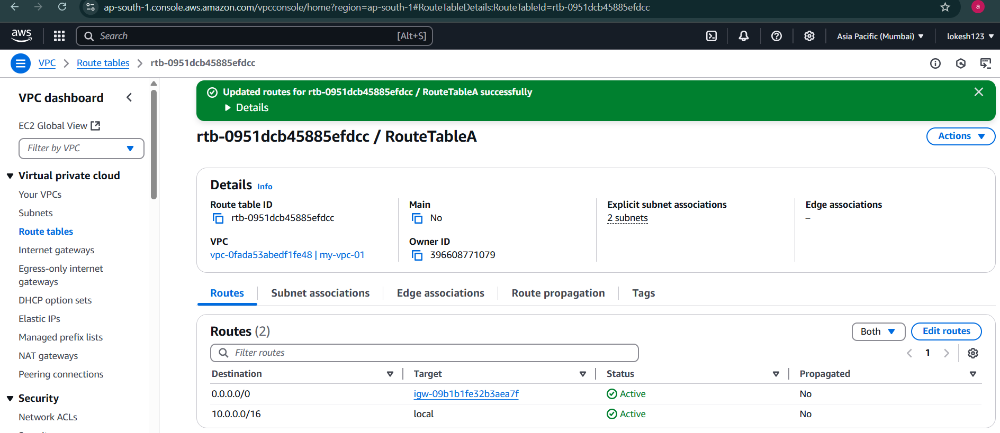 ap-south-1.console.aws.amazon.com/vpcconsole/home?region=ap-south-1#RouteTableDetails:RouteTableId=rtb-0951dcb45885efdcc
a
aws
Search
[Alt+S]
Asia Pacific (Mumbai)
lokesh123
VPC
Route tables
rtb-0951dcb45885efdcc
VPC dashboard
EC2 Global View
Filter by VPC
Virtual private cloud
Your VPCs
Subnets
Route tables
Internet gateways
Egress-only internet
gateways
DHCP option sets
Elastic IPs
Managed prefix lists
NAT gateways
Peering connections
Security
Network ACLs
Updated routes for rtb-0951dcb45885efdcc / RouteTableA successfully
Details
rtb-0951dcb45885efdcc / RouteTableA
Actions
Details Info
Route table ID
rtb-0951dcb45885efdcc
Main
No
Explicit subnet associations
2 subnets
Edge associations
–
VPC
vpc-0fada53abedf1fe48 | my-vpc-01
Owner ID
396608771079
Routes
Subnet associations
Edge associations
Route propagation
Tags
Routes (2)
Both
Edit routes
Filter routes
1
Destination Target Status Propagated
0.0.0.0/0 igw-09b1b1fe32b3aea7f Active No
10.0.0.0/16 local Active No